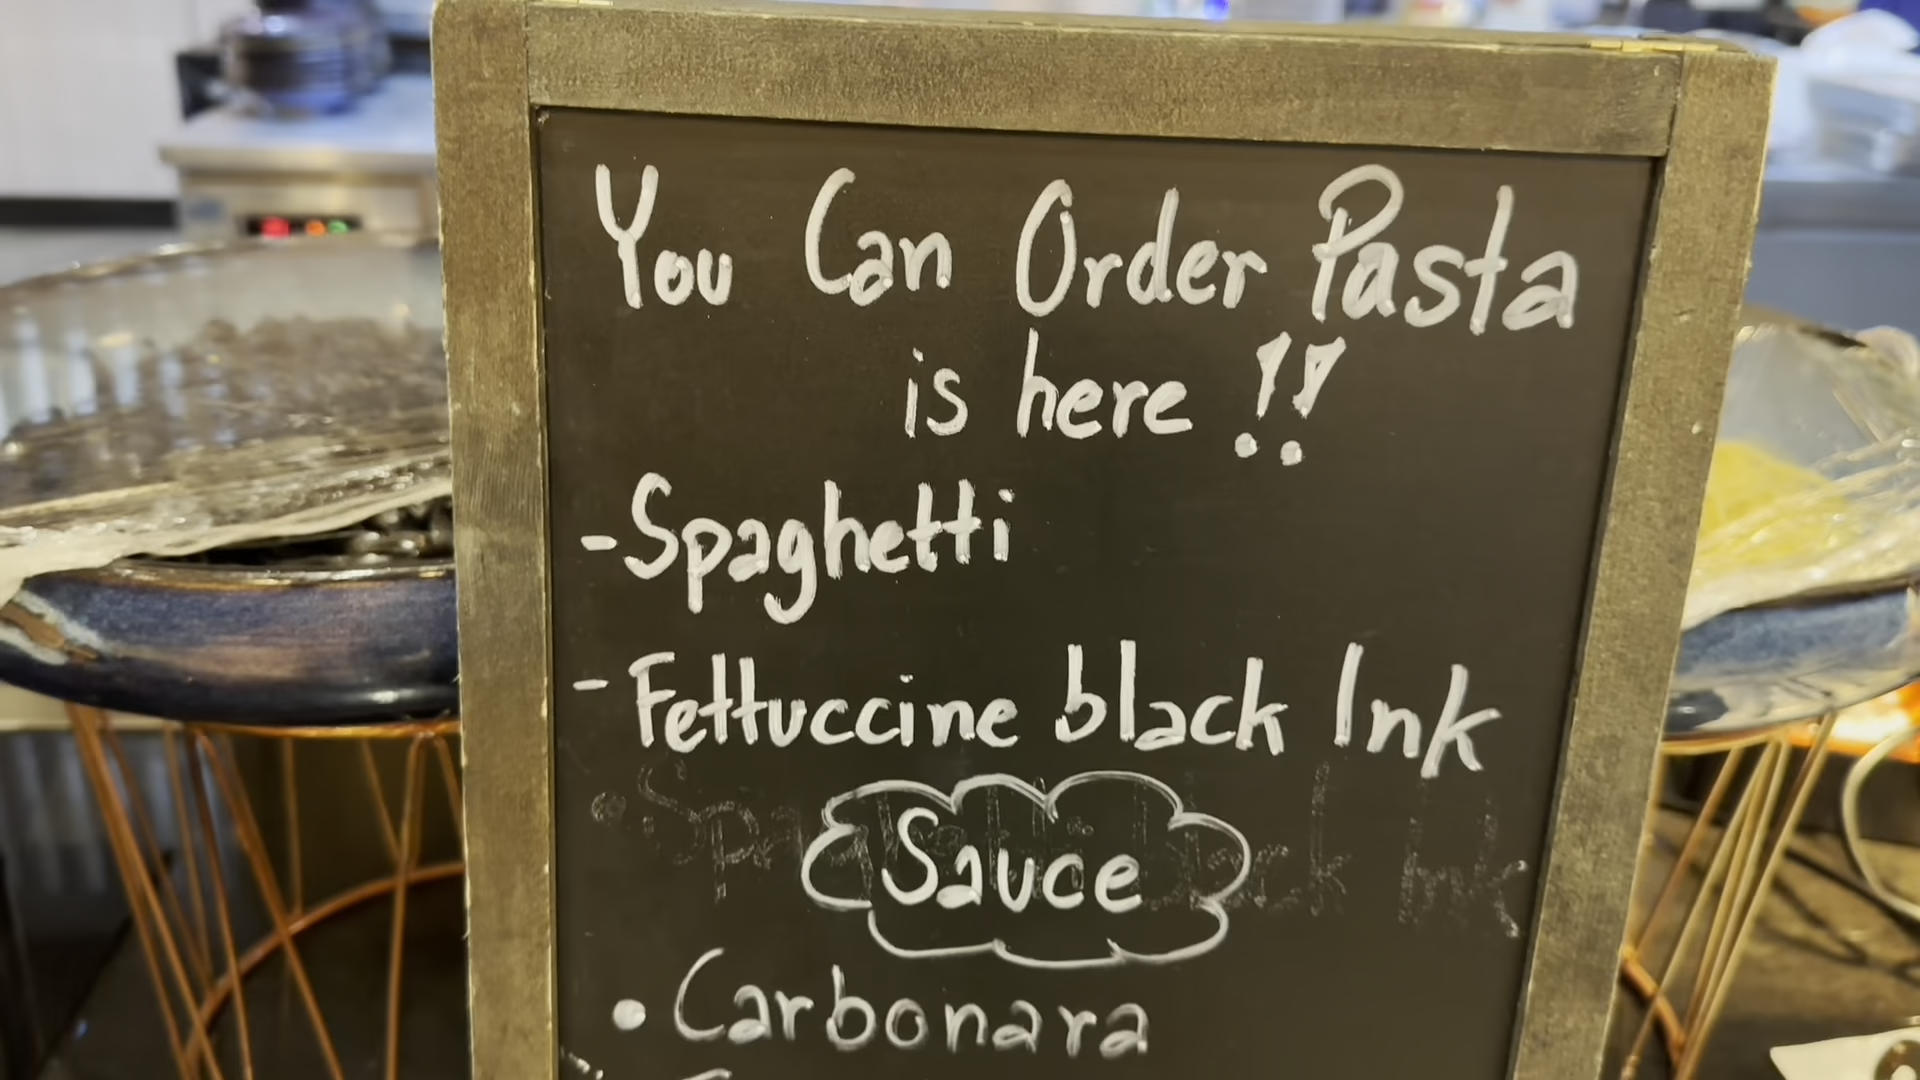 You Can Order Pasta
is here !!
-Spaghetti
- Fettuccine black Ink
Sauce
• Carbonara